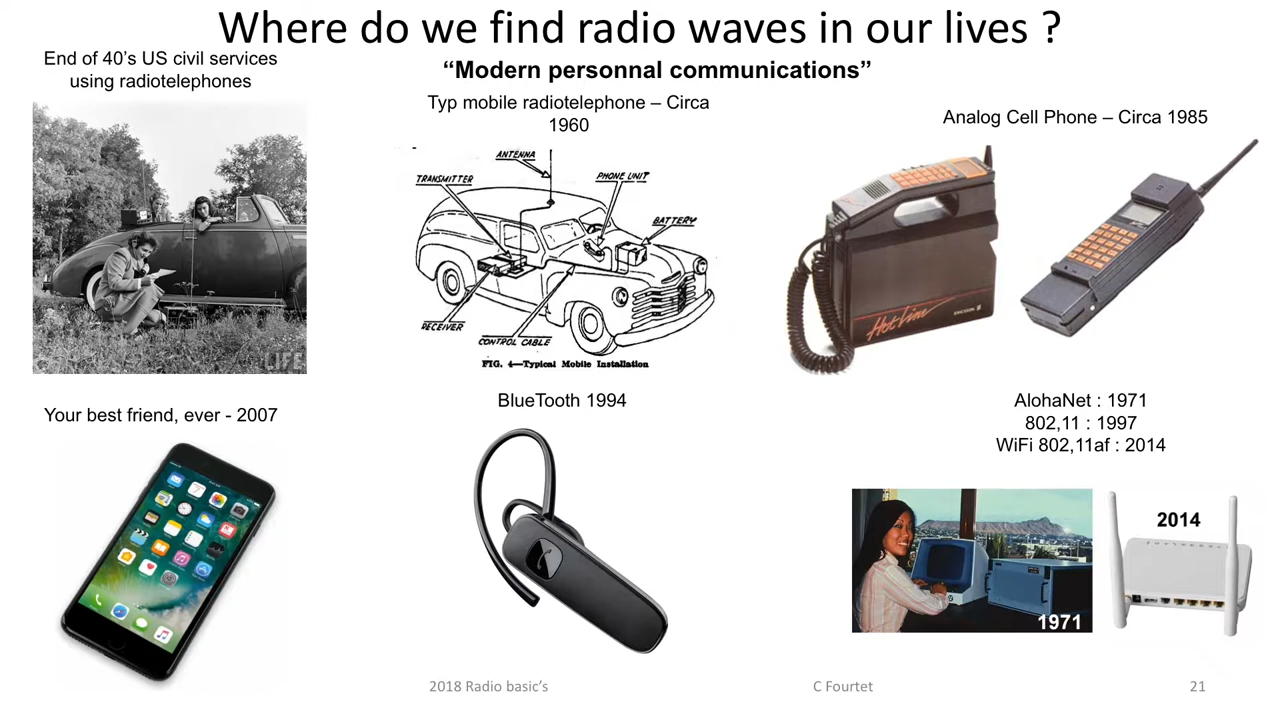 Where do we find radio waves in our lives ?
End of 40's US civil services
using radiotelephones
“Modern personnal communications”
Typ mobile radiotelephone – Circa
1960
Analog Cell Phone – Circa 1985
LIFE
ANTENNA
TRANSMITTER
PHONE UNIT
BATTERY
RECEIVER
CONTROL CABLE
FIG. 4—Typical Mobile Installation
Hot Line
ERICSSON
Your best friend, ever - 2007
BlueTooth 1994
AlohaNet : 1971
802,11 : 1997
WiFi 802,11af : 2014
1971
2014
2018 Radio basic's
C Fourtet
21